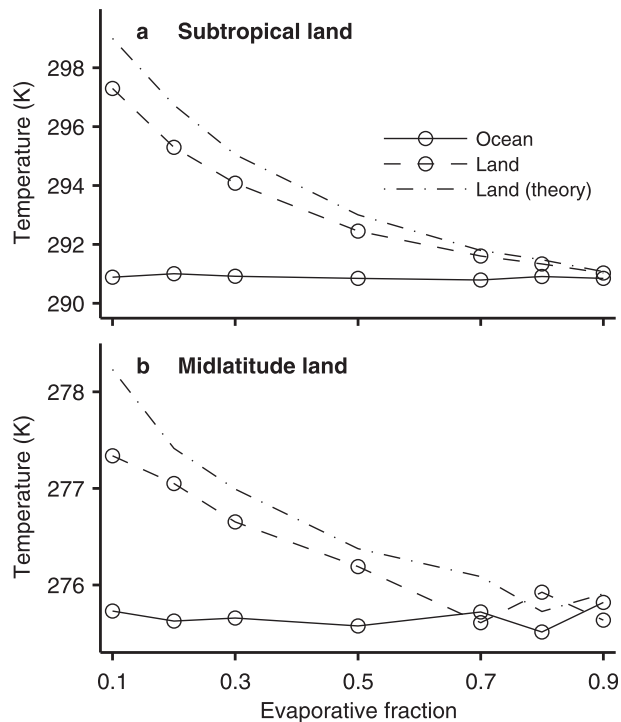 a Subtropical land
298
296
294
292
290
Temperature (K)
Ocean
Land
Land (theory)
b Midlatitude land
278
277
276
Temperature (K)
0.1 0.3 0.5 0.7 0.9
Evaporative fraction